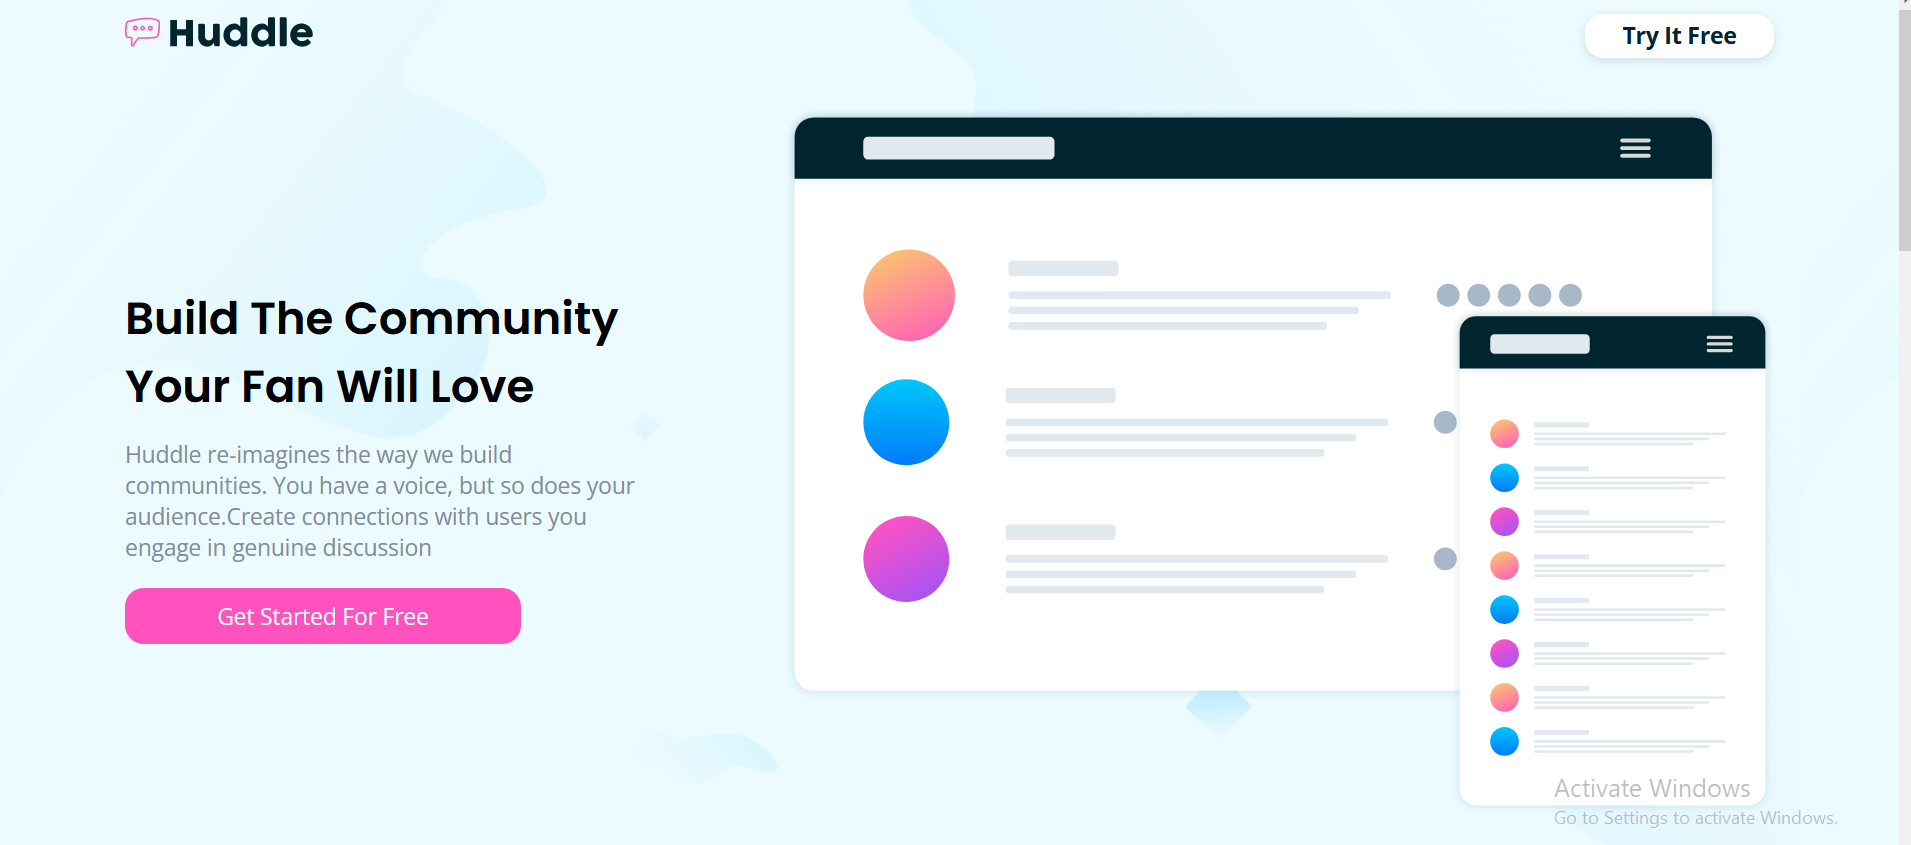 Huddle
Try It Free
Build The Community
Your Fan Will Love
Huddle re-imagines the way we build
communities. You have a voice, but so does your
audience.Create connections with users you
engage in genuine discussion
Get Started For Free
Activate Windows
Go to Settings to activate Windows.